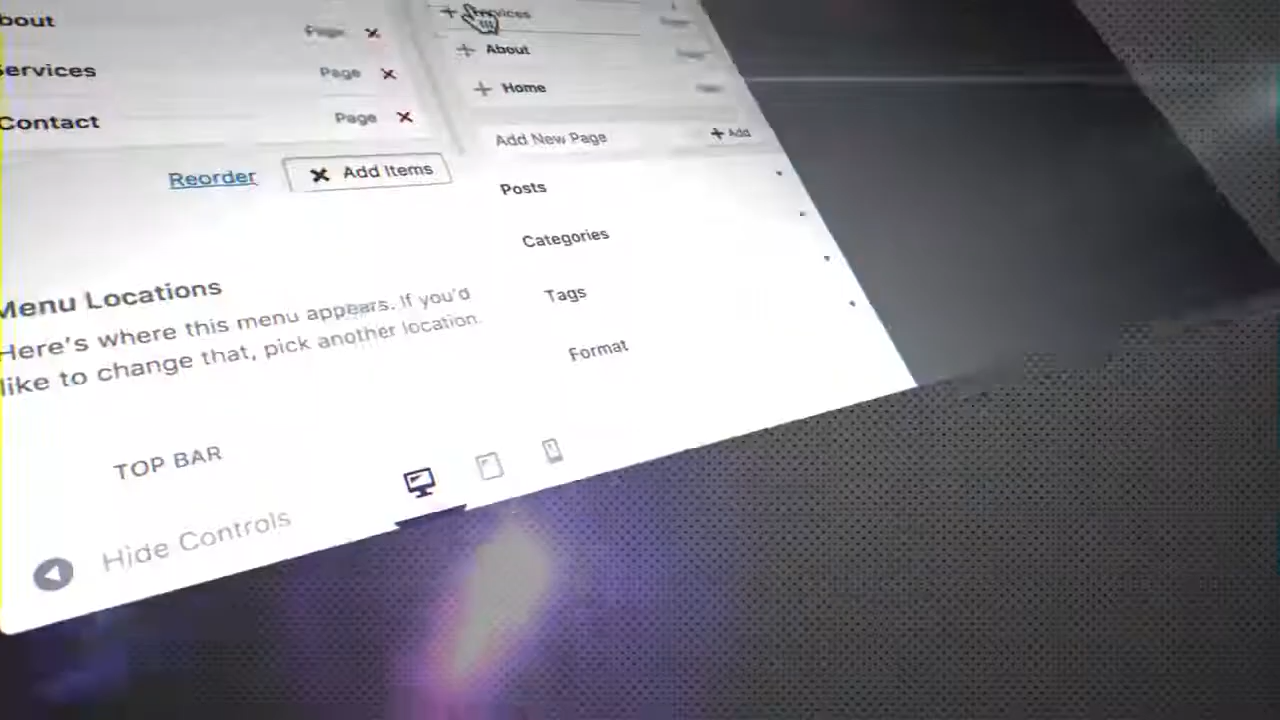 bout
Page
ervices
Page
Contact
Page
Reorder
Add Items
Menu Locations
Here's where this menu appears. If you'd
like to change that, pick another location.
TOP BAR
Hide Controls
Services
About
Home
Add New Page
Add
Posts
Categories
Tags
Format